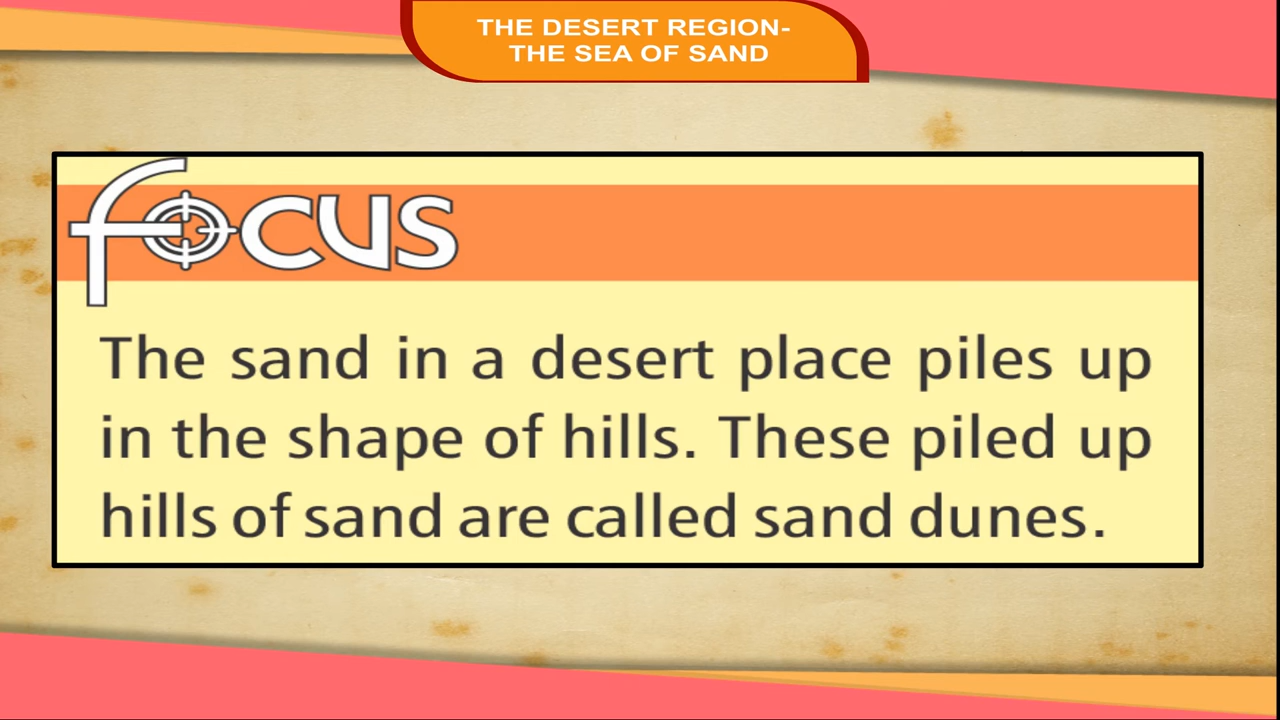 THE DESERT REGION-
THE SEA OF SAND
focus
The sand in a desert place piles up
in the shape of hills. These piled up
hills of sand are called sand dunes.